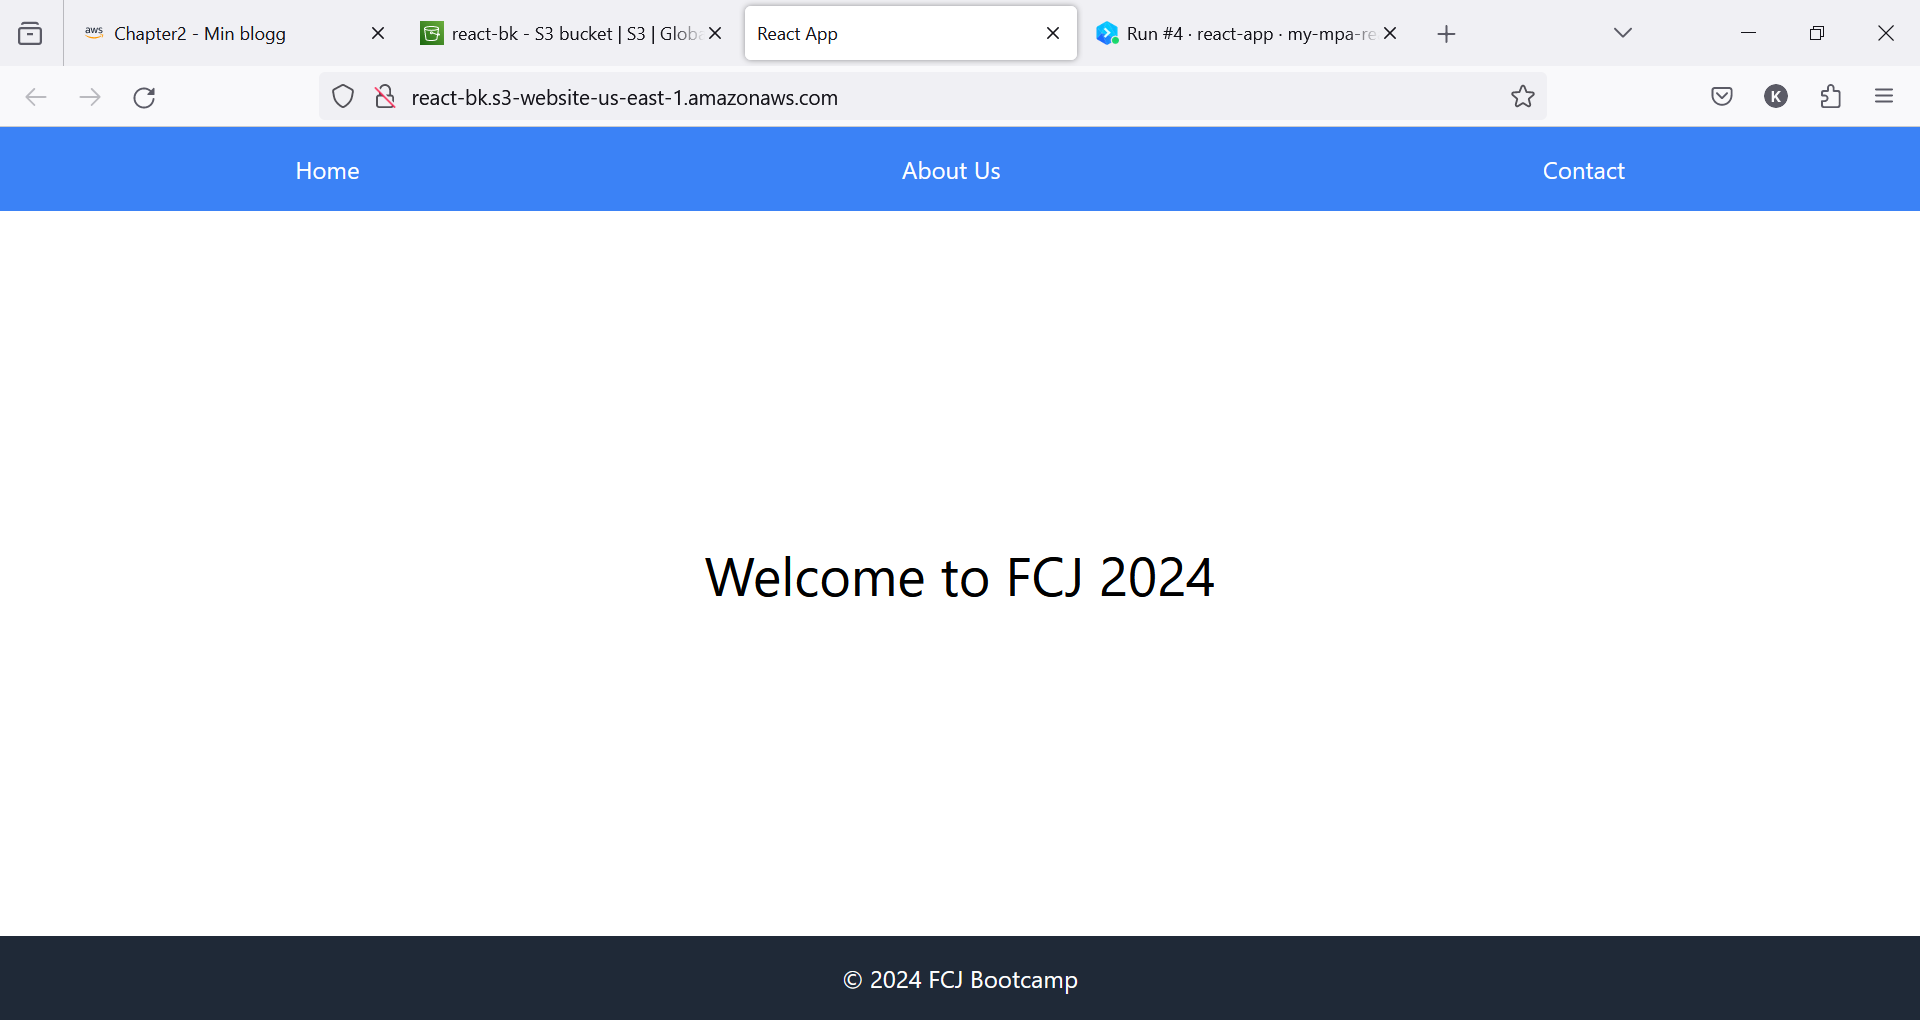 aws Chapter2 - Min blogg
react-bk - S3 bucket | S3 | Glob
React App
Run #4 · react-app · my-mpa-re
react-bk.s3-website-us-east-1.amazonaws.com
K
Home About Us Contact
Welcome to FCJ 2024
© 2024 FCJ Bootcamp